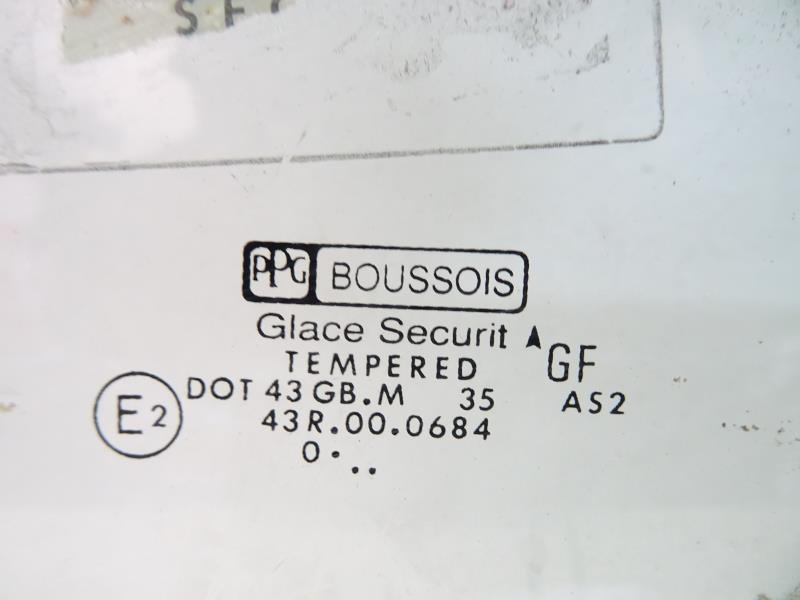 PPG BOUSSOIS
Glace Securit
TEMPERED GF
DOT 43 GB.M 35 AS2
E2 43R.00.0684
0...